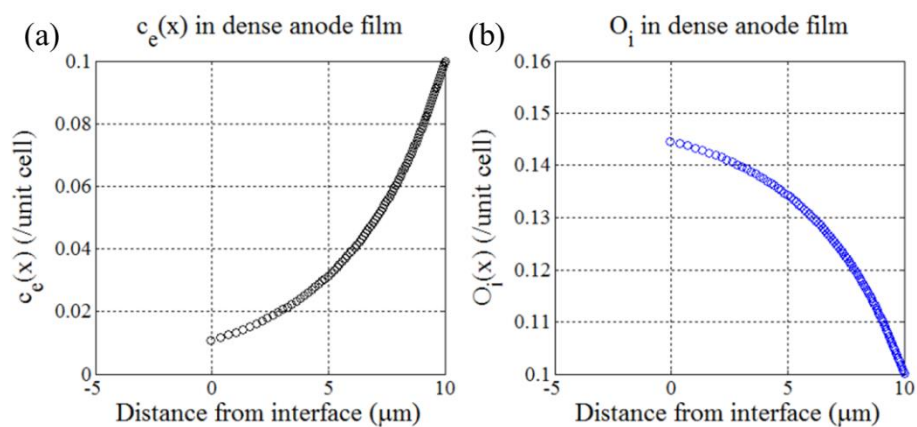 (a)
c_e(x) in dense anode film
0.1
0.08
0.06
0.04
0.02
0
-5
0
5
10
c_e(x) (/unit cell)
Distance from interface (μm)
(b)
O_i in dense anode film
0.16
0.15
0.14
0.13
0.12
0.11
0.1
-5
0
5
10
O_i(x) (/unit cell)
Distance from interface (μm)